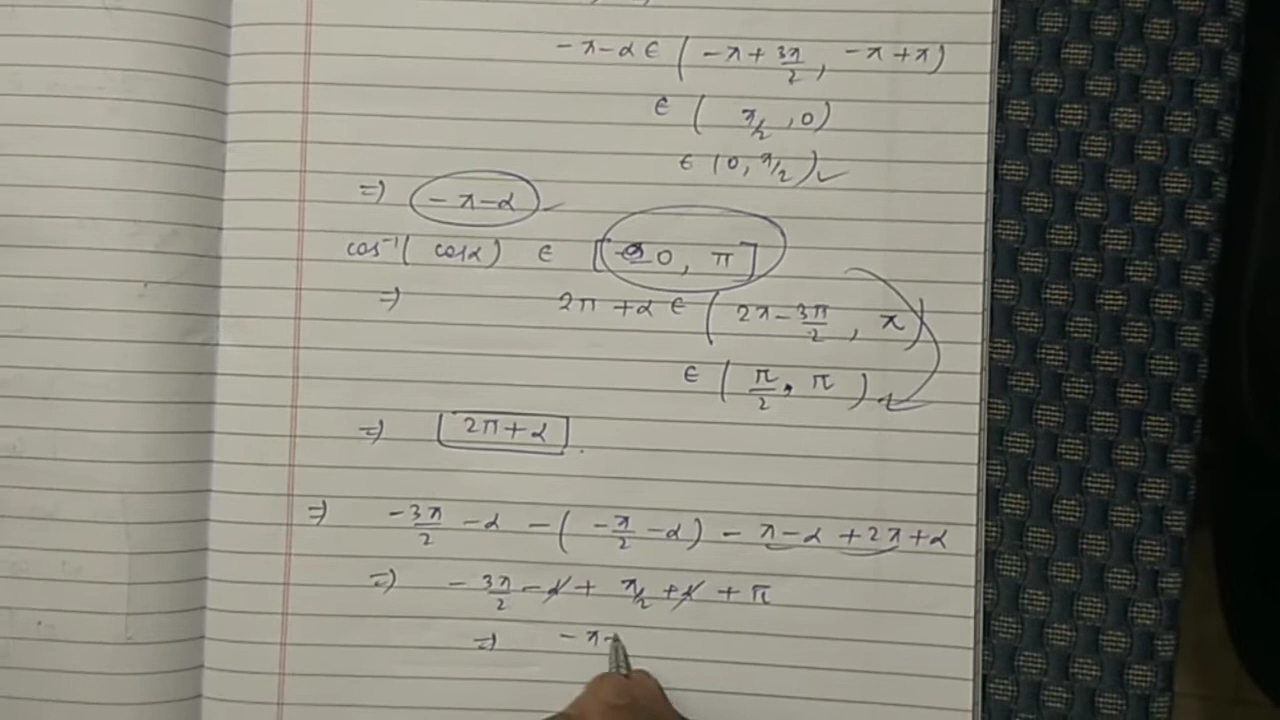 -π-α ∈ ( -π + 3π/2 , -π+π)
∈ ( π/2 , 0)
∈ (0, π/2) ✓
⇒ -π-α
cos⁻¹( cosα) ∈ [ 0, π ]
⇒ 2π + α ∈ ( 2π - 3π/2 , π )
∈ ( π/2 , π )
⇒ 2π + α
⇒ -3π/2 - α - ( -π/2 - α ) - π - α + 2π + α
⇒ - 3π/2 - α + π/2 + α + π
⇒ -π+